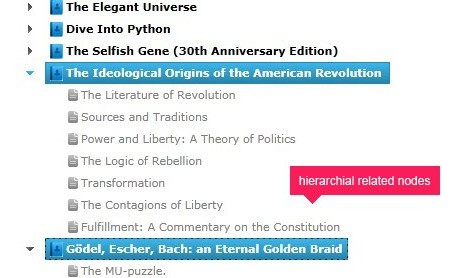 The Elegant Universe
Dive Into Python
The Selfish Gene (30th Anniversary Edition)
The Ideological Origins of the American Revolution
The Literature of Revolution
Sources and Traditions
Power and Liberty: A Theory of Politics
The Logic of Rebellion
Transformation
hierarchial related nodes
The Contagions of Liberty
Fulfillment: A Commentary on the Constitution
Gödel, Escher, Bach: an Eternal Golden Braid
The MU-puzzle.